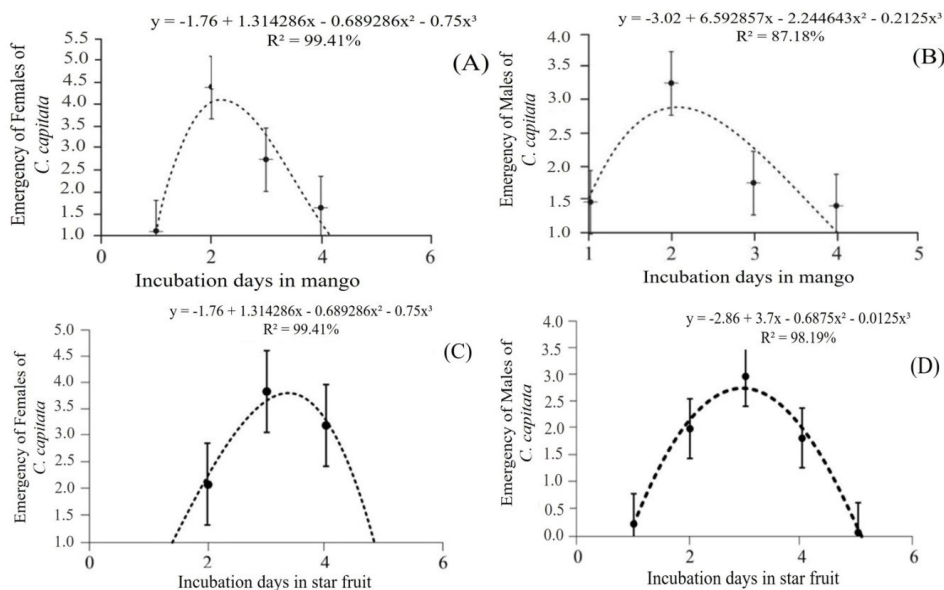 y = -1.76 + 1.314286x - 0.689286x² - 0.75x³
R² = 99.41%
(A)
Emergency of Females of
C. capitata
5.5
5.0
4.5
4.0
3.5
3.0
2.5
2.0
1.5
1.0
0
2
4
6
Incubation days in mango
y = -3.02 + 6.592857x - 2.244643x² - 0.2125x³
R² = 87.18%
(B)
Emergency of Males of
C. capitata
4.0
3.5
3.0
2.5
2.0
1.5
1.0
1
2
3
4
5
Incubation days in mango
y = -1.76 + 1.314286x - 0.689286x² - 0.75x³
R² = 99.41%
(C)
Emergency of Females of
C. capitata
5.0
4.5
4.0
3.5
3.0
2.5
2.0
1.5
1.0
0
2
4
6
Incubation days in star fruit
y = -2.86 + 3.7x - 0.6875x² - 0.0125x³
R² = 98.19%
(D)
Emergency of Males of
C. capitata
4.0
3.5
3.0
2.5
2.0
1.5
1.0
0.5
0.0
0
2
4
6
Incubation days in star fruit